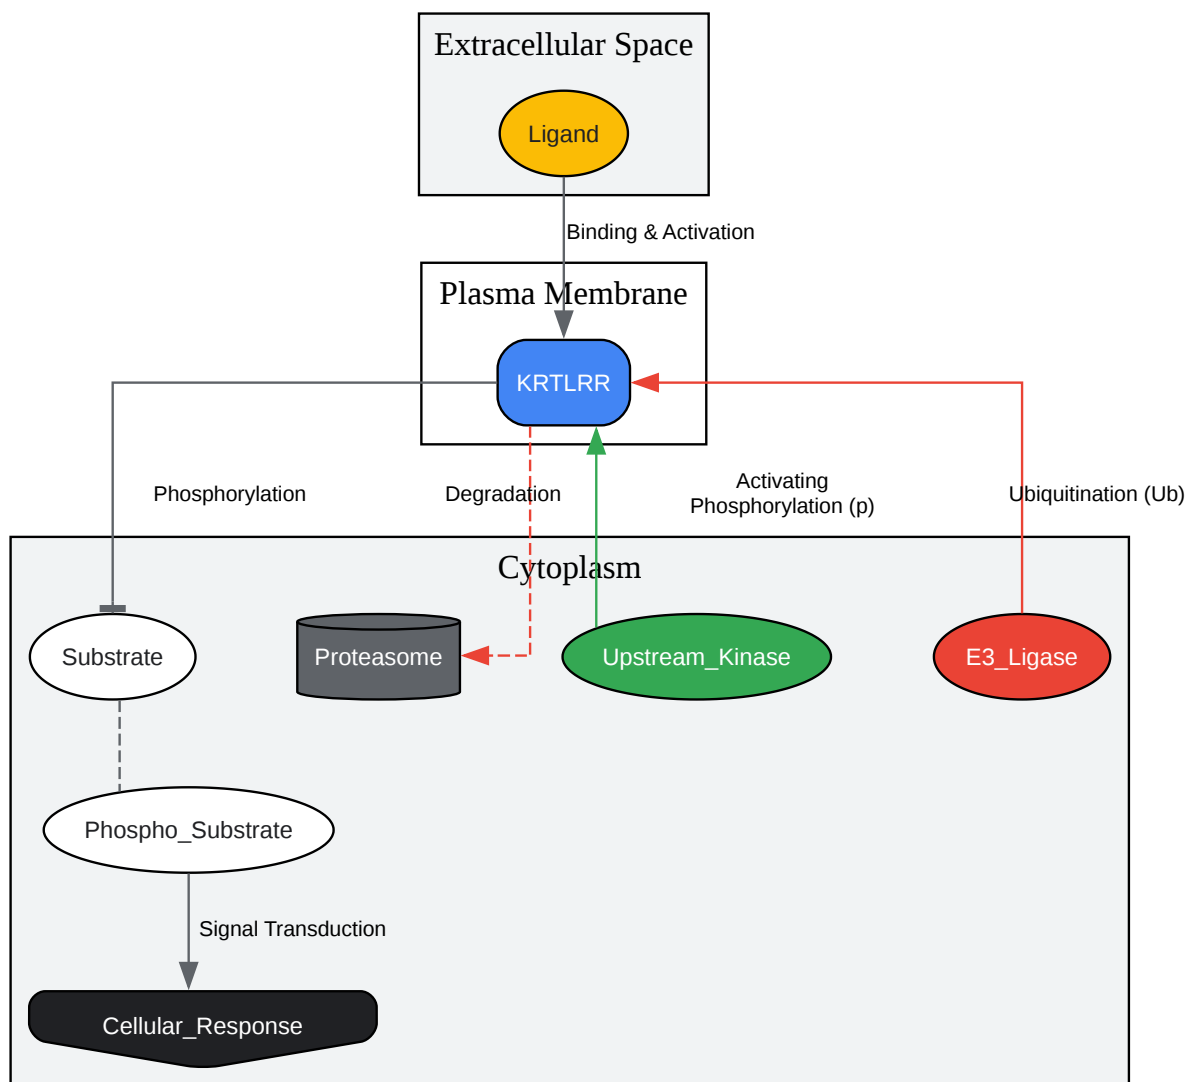 Extracellular Space
Ligand
Binding & Activation
Plasma Membrane
KRTLRR
Phosphorylation
Degradation
Activating
Phosphorylation (p)
Ubiquitination (Ub)
Cytoplasm
Substrate
Proteasome
Upstream_Kinase
E3_Ligase
Phospho_Substrate
Signal Transduction
Cellular_Response